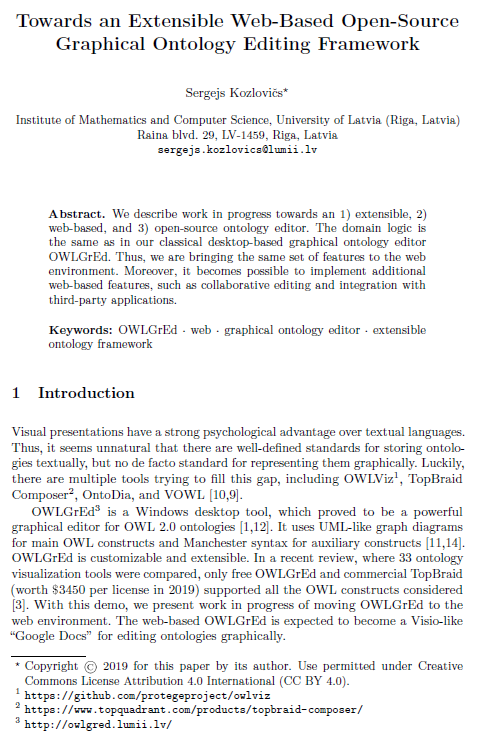 Towards an Extensible Web-Based Open-Source
Graphical Ontology Editing Framework
Sergejs Kozlovičs*
Institute of Mathematics and Computer Science, University of Latvia (Riga, Latvia)
Raina blvd. 29, LV-1459, Riga, Latvia
sergejs.kozlovics@lumii.lv
Abstract. We describe work in progress towards an 1) extensible, 2)
web-based, and 3) open-source ontology editor. The domain logic is
the same as in our classical desktop-based graphical ontology editor
OWLGrEd. Thus, we are bringing the same set of features to the web
environment. Moreover, it becomes possible to implement additional
web-based features, such as collaborative editing and integration with
third-party applications.
Keywords: OWLGrEd · web · graphical ontology editor · extensible
ontology framework
1 Introduction
Visual presentations have a strong psychological advantage over textual languages.
Thus, it seems unnatural that there are well-defined standards for storing ontolo-
gies textually, but no de facto standard for representing them graphically. Luckily,
there are multiple tools trying to fill this gap, including OWLViz¹, TopBraid
Composer², OntoDia, and VOWL [10,9].
OWLGrEd³ is a Windows desktop tool, which proved to be a powerful
graphical editor for OWL 2.0 ontologies [1,12]. It uses UML-like graph diagrams
for main OWL constructs and Manchester syntax for auxiliary constructs [11,14].
OWLGrEd is customizable and extensible. In a recent review, where 33 ontology
visualization tools were compared, only free OWLGrEd and commercial TopBraid
(worth $3450 per license in 2019) supported all the OWL constructs considered
[3]. With this demo, we present work in progress of moving OWLGrEd to the
web environment. The web-based OWLGrEd is expected to become a Visio-like
“Google Docs” for editing ontologies graphically.
* Copyright © 2019 for this paper by its author. Use permitted under Creative
Commons License Attribution 4.0 International (CC BY 4.0).
¹ https://github.com/protegeproject/owlviz
² https://www.topquadrant.com/products/topbraid-composer/
³ http://owlgred.lumii.lv/